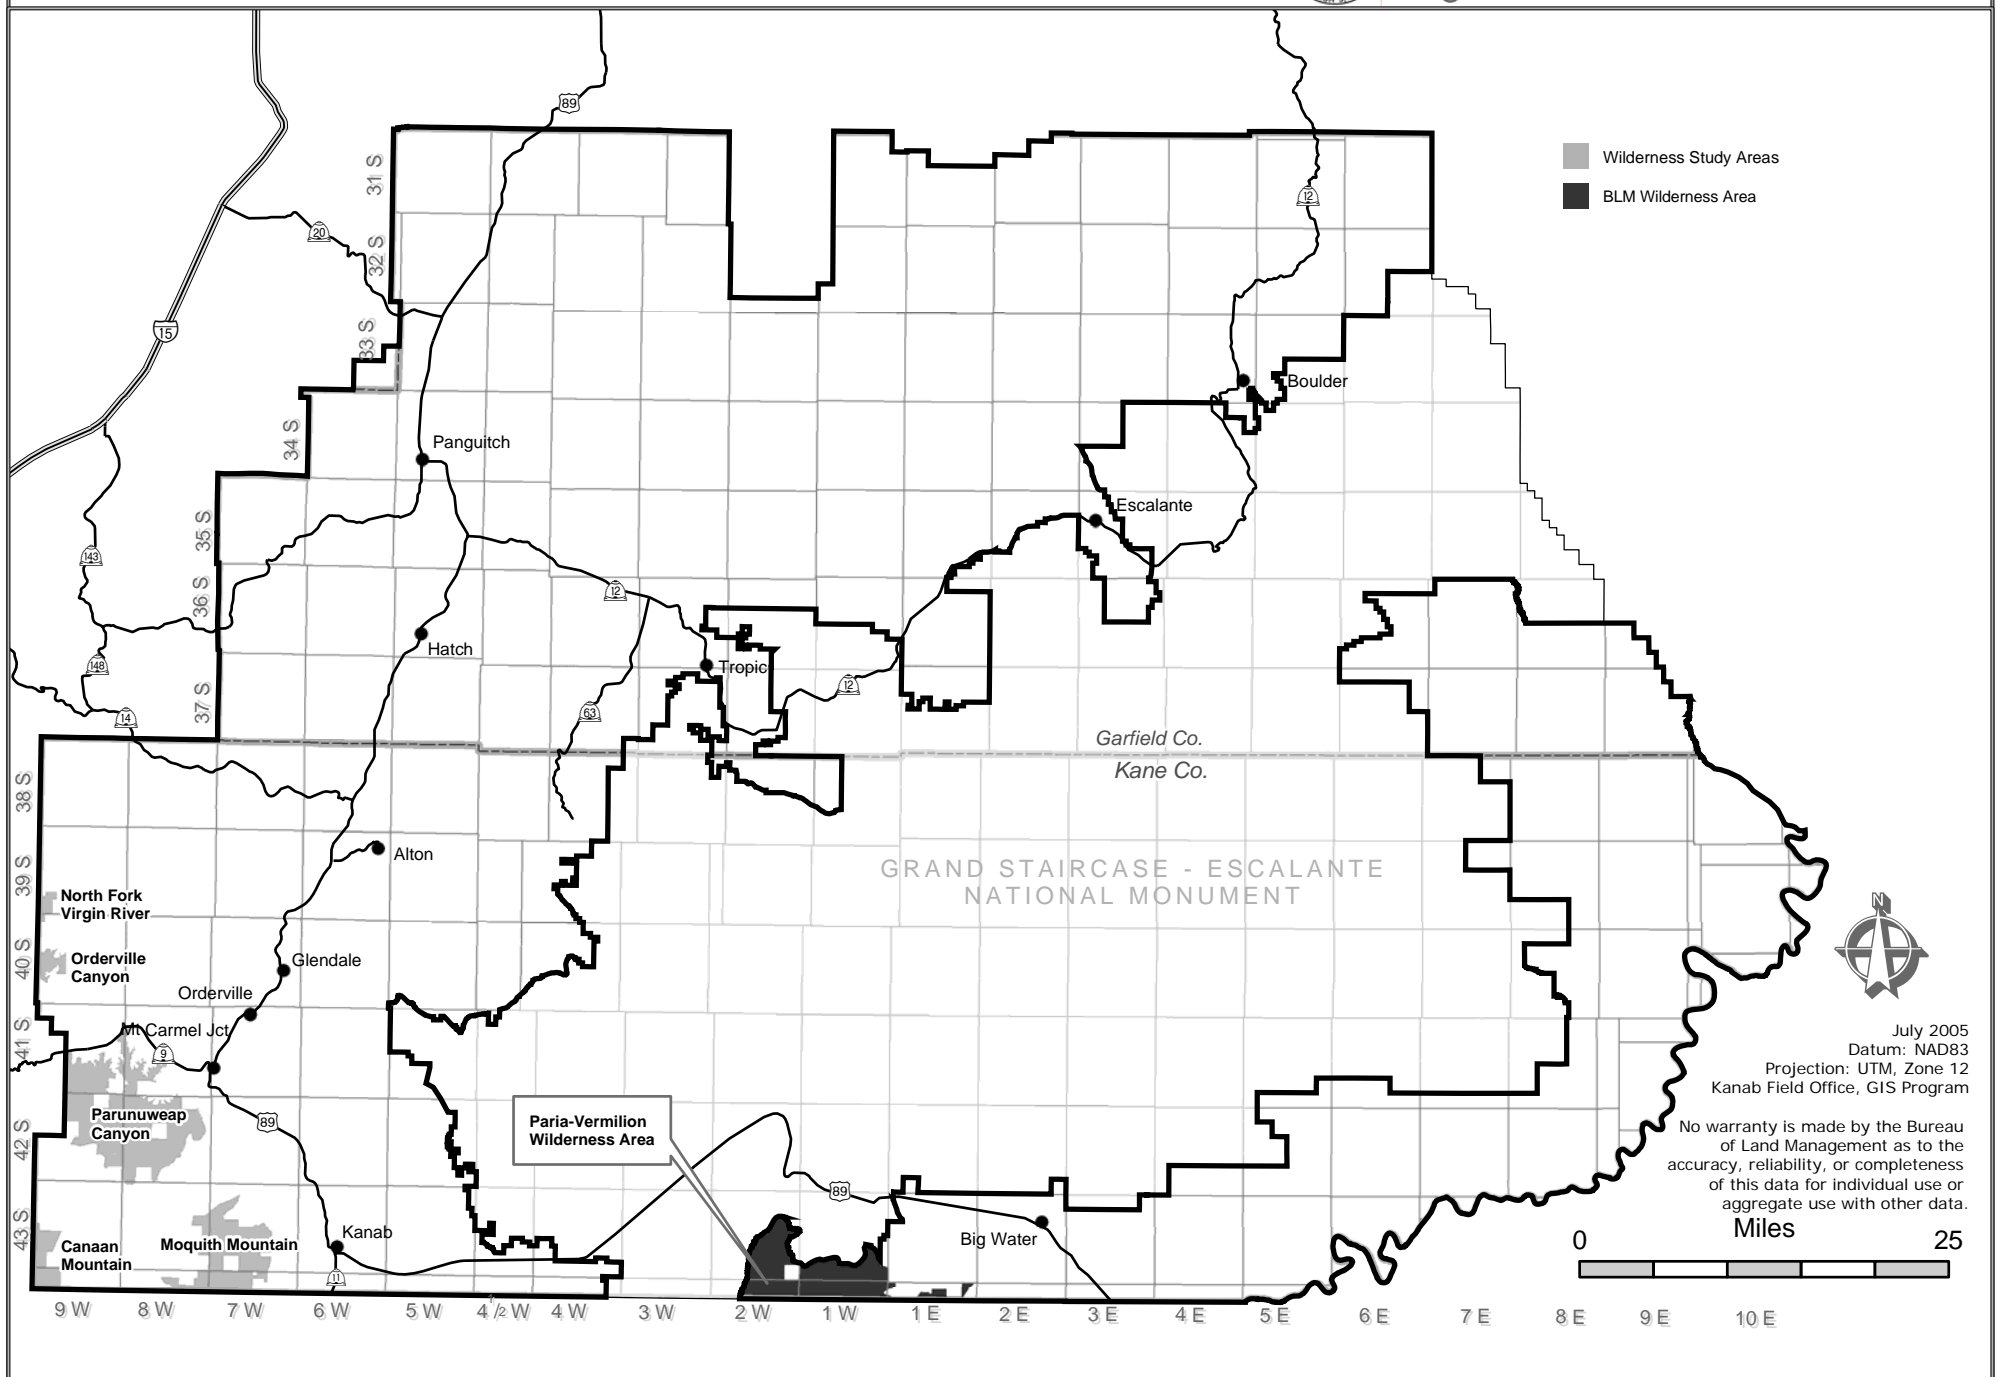 89
12
Wilderness Study Areas
BLM Wilderness Area
31 S
20
32 S
15
33 S
Boulder
34 S
Panguitch
Escalante
35 S
143
12
36 S
Hatch
148
Tropic
12
37 S
14
63
Garfield Co.
Kane Co.
38 S
Alton
39 S
GRAND STAIRCASE - ESCALANTE
NATIONAL MONUMENT
North Fork
Virgin River
N
40 S
Orderville
Canyon
Glendale
Orderville
41 S
Mt Carmel Jct
9
July 2005
Datum: NAD83
Projection: UTM, Zone 12
Kanab Field Office, GIS Program
Parunuweap
Canyon
89
Paria-Vermilion
Wilderness Area
42 S
No warranty is made by the Bureau
of Land Management as to the
accuracy, reliability, or completeness
of this data for individual use or
aggregate use with other data.
89
43 S
Kanab
Big Water
Canaan
Mountain
Moquith Mountain
11
Miles
0 25
9 W 8 W 7 W 6 W 5 W 4 1/2 W 4 W 3 W 2 W 1 W 1 E 2 E 3 E 4 E 5 E 6 E 7 E 8 E 9 E 10 E